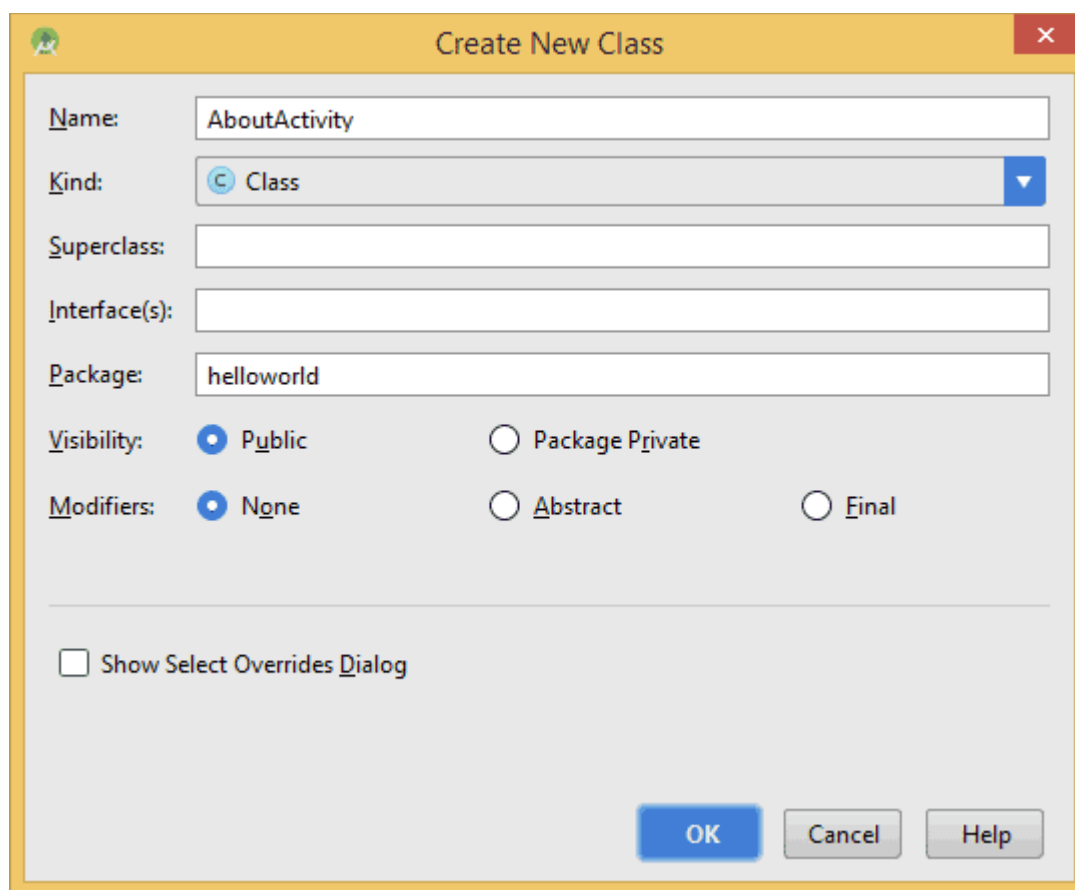 Create New Class
Name: AboutActivity
Kind: C Class
Superclass:
Interface(s):
Package: helloworld
Visibility: Public Package Private
Modifiers: None Abstract Final
Show Select Overrides Dialog
OK Cancel Help